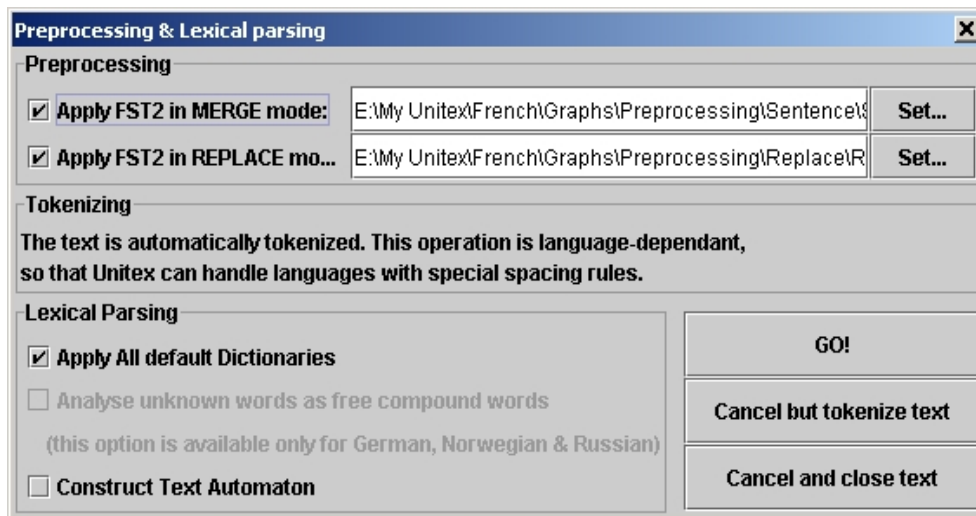 Preprocessing & Lexical parsing
Preprocessing
Apply FST2 in MERGE mode: E:\My Unitex\French\Graphs\Preprocessing\Sentence\S Set...
Apply FST2 in REPLACE mo... E:\My Unitex\French\Graphs\Preprocessing\Replace\R Set...
Tokenizing
The text is automatically tokenized. This operation is language-dependant,
so that Unitex can handle languages with special spacing rules.
Lexical Parsing
Apply All default Dictionaries
Analyse unknown words as free compound words
(this option is available only for German, Norwegian & Russian)
Construct Text Automaton
GO!
Cancel but tokenize text
Cancel and close text